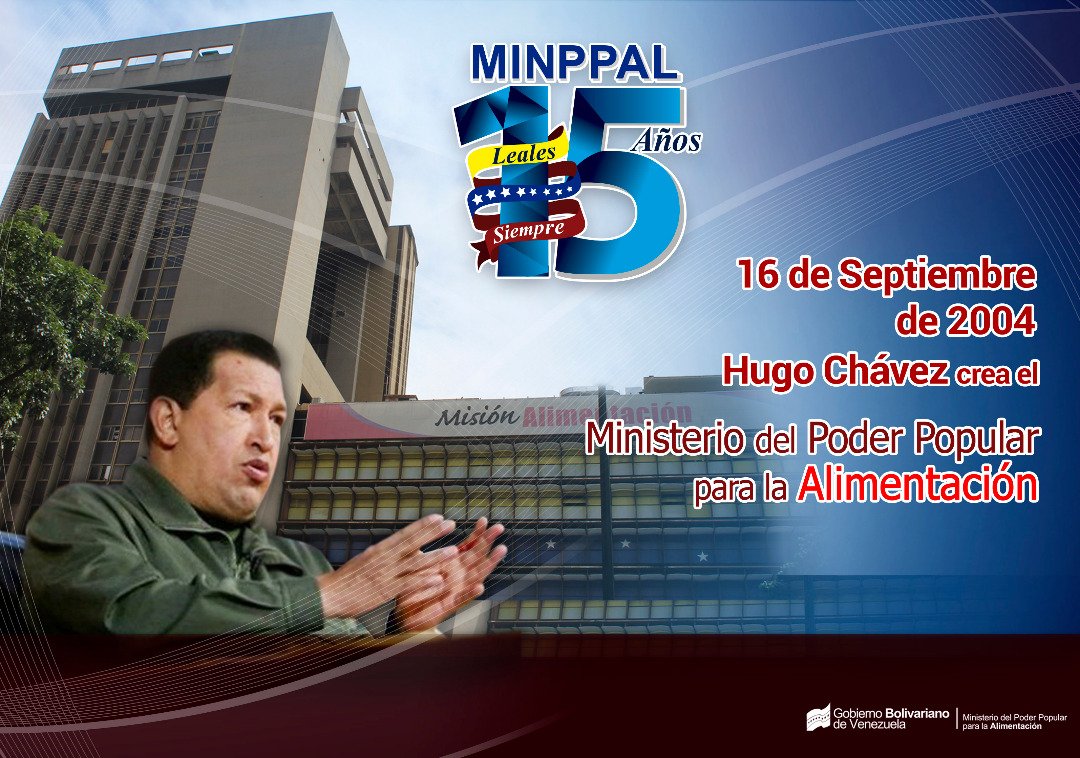 MINPPAL
15
Años
Leales
Siempre
16 de Septiembre
de 2004
Hugo Chávez crea el
Misión Alimentación
Ministerio del Poder Popular
para la Alimentación
Gobierno Bolivariano
de Venezuela
Ministerio del Poder Popular
para la Alimentación